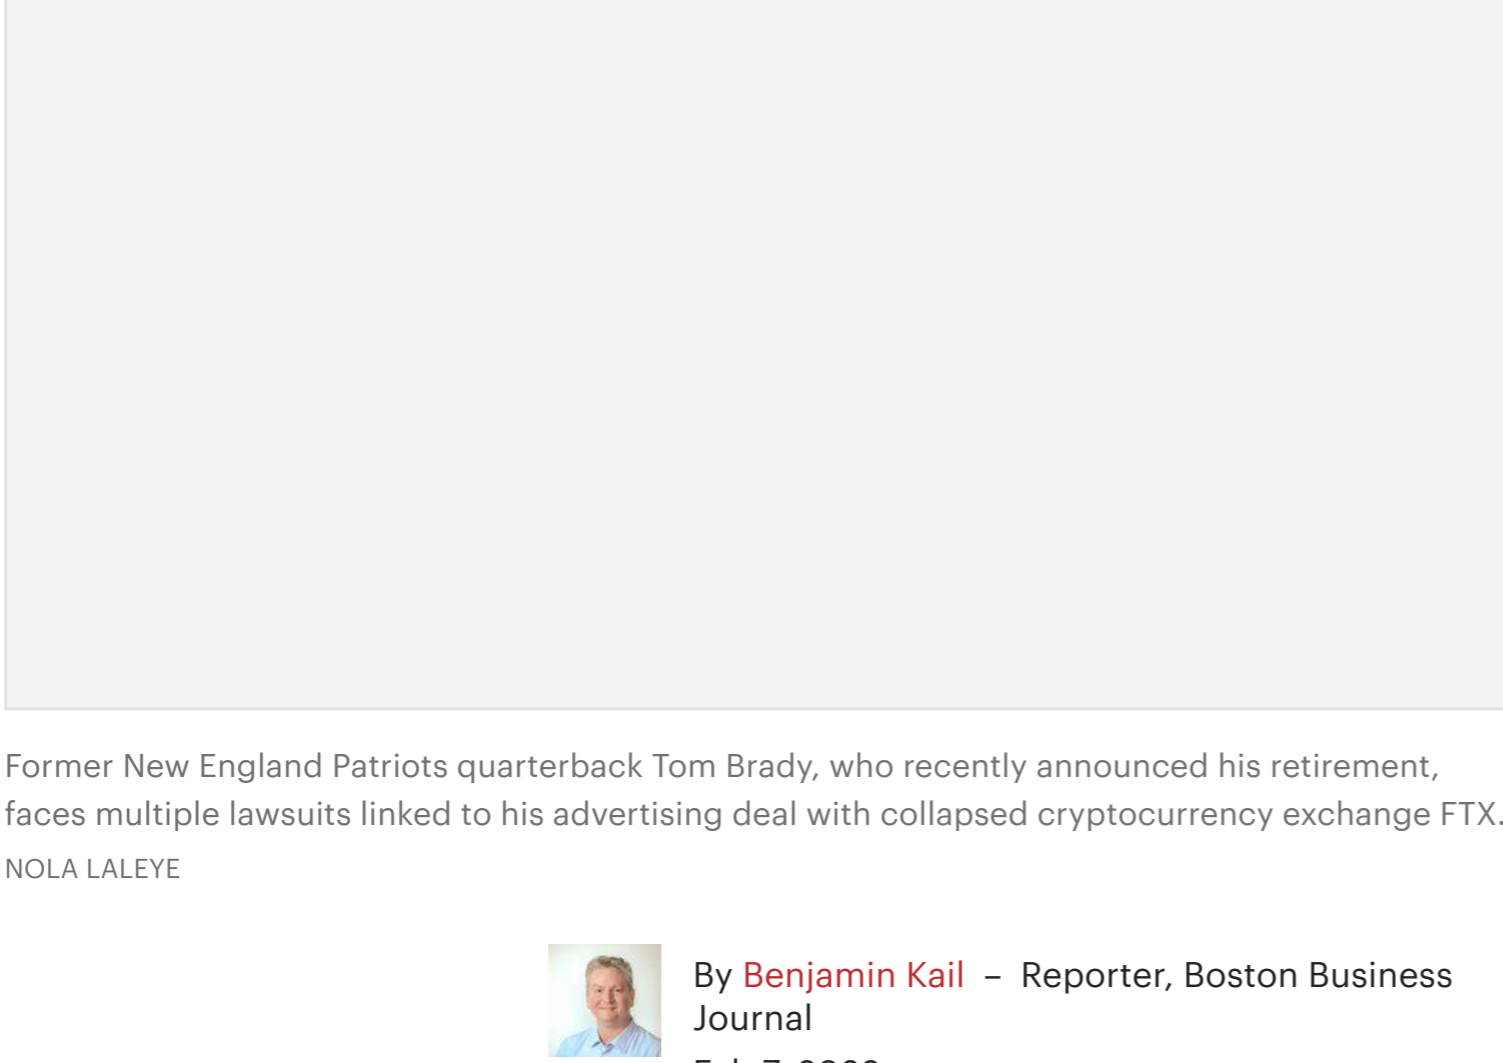 Former New England Patriots quarterback Tom Brady, who recently announced his retirement,
faces multiple lawsuits linked to his advertising deal with collapsed cryptocurrency exchange FTX.
NOLA LALEYE
By Benjamin Kail – Reporter, Boston Business
Journal